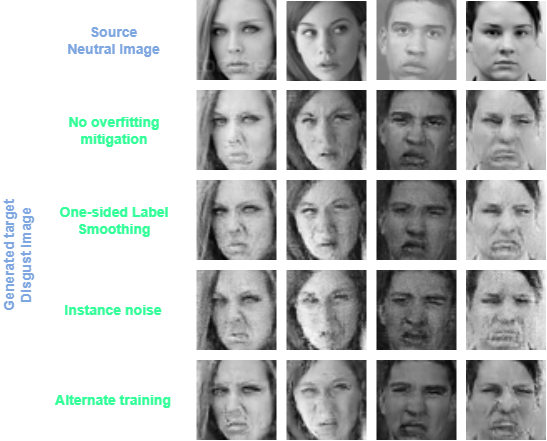 Source
Neutral Image
No overfitting
mitigation
One-sided Label
Smoothing
Instance noise
Alternate training
Generated target
Disgust Image